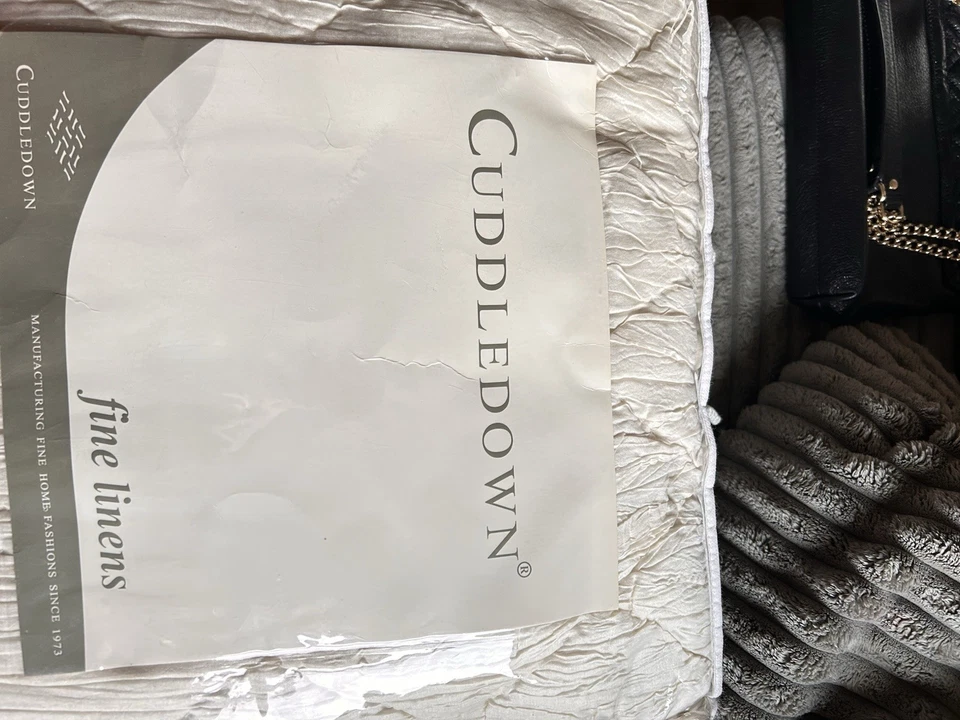 CUDDLEDOWN®
fine linens
CUDDLEDOWN
MANUFACTURING FINE HOME FASHIONS SINCE 1973